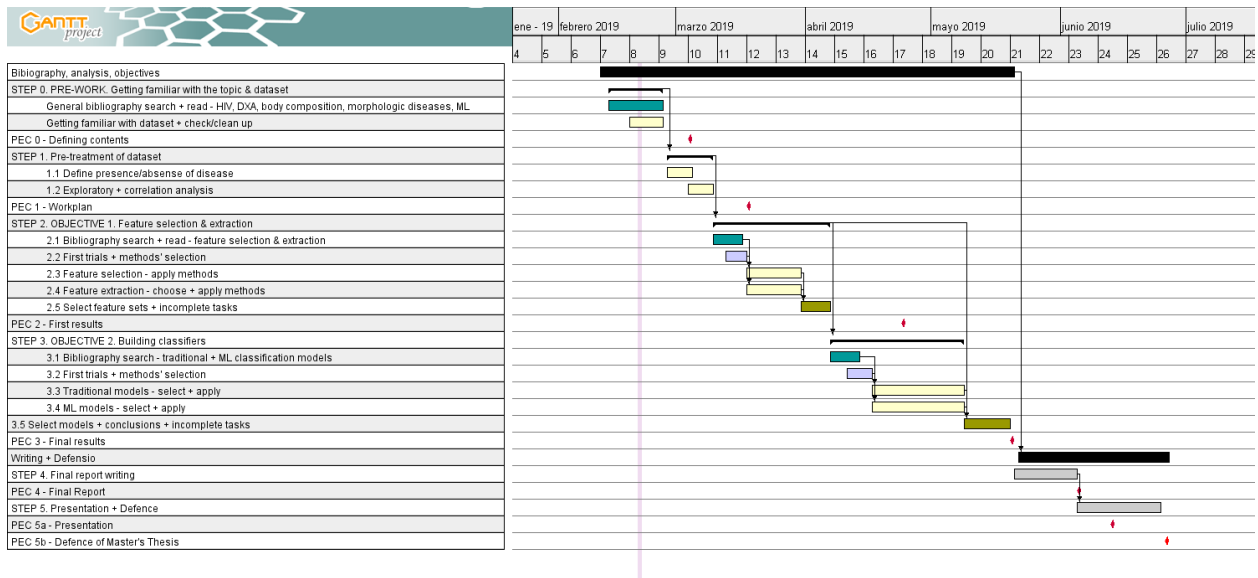 GANTT
project
ene - 19 febrero 2019 marzo 2019 abril 2019 mayo 2019 junio 2019 julio 2019
4 5 6 7 8 9 10 11 12 13 14 15 16 17 18 19 20 21 22 23 24 25 26 27 28 29
Bibiography, analysis, objectives
STEP 0. PRE-WORK. Getting familiar with the topic & dataset
General bibliography search + read - HIV, DXA, body composition, morphologic diseases, ML
Getting familiar with dataset + check/clean up
PEC 0 - Defining contents
STEP 1. Pre-treatment of dataset
1.1 Define presence/absense of disease
1.2 Exploratory + correlation analysis
PEC 1 - Workplan
STEP 2. OBJECTIVE 1. Feature selection & extraction
2.1 Bibliography search + read - feature selection & extraction
2.2 First trials + methods' selection
2.3 Feature selection - apply methods
2.4 Feature extraction - choose + apply methods
2.5 Select feature sets + incomplete tasks
PEC 2 - First results
STEP 3. OBJECTIVE 2. Building classifiers
3.1 Bibliography search - traditional + ML classification models
3.2 First trials + methods' selection
3.3 Traditional models - select + apply
3.4 ML models - select + apply
3.5 Select models + conclusions + incomplete tasks
PEC 3 - Final results
Writing + Defensio
STEP 4. Final report writing
PEC 4 - Final Report
STEP 5. Presentation + Defence
PEC 5a - Presentation
PEC 5b - Defence of Master's Thesis